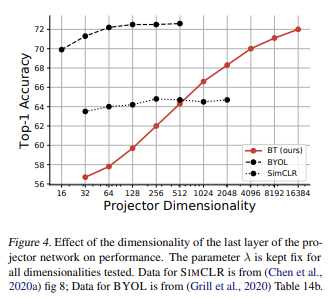 72
70
68
66
64
62
60
58
56
Top-1 Accuracy
16 32 64 128 256 512 1024 2048 4096 8192 16384
Projector Dimensionality
BT (ours)
BYOL
SimCLR
Figure 4. Effect of the dimensionality of the last layer of the pro-
jector network on performance. The parameter λ is kept fix for
all dimensionalities tested. Data for SIMCLR is from (Chen et al.,
2020a) fig 8; Data for BYOL is from (Grill et al., 2020) Table 14b.